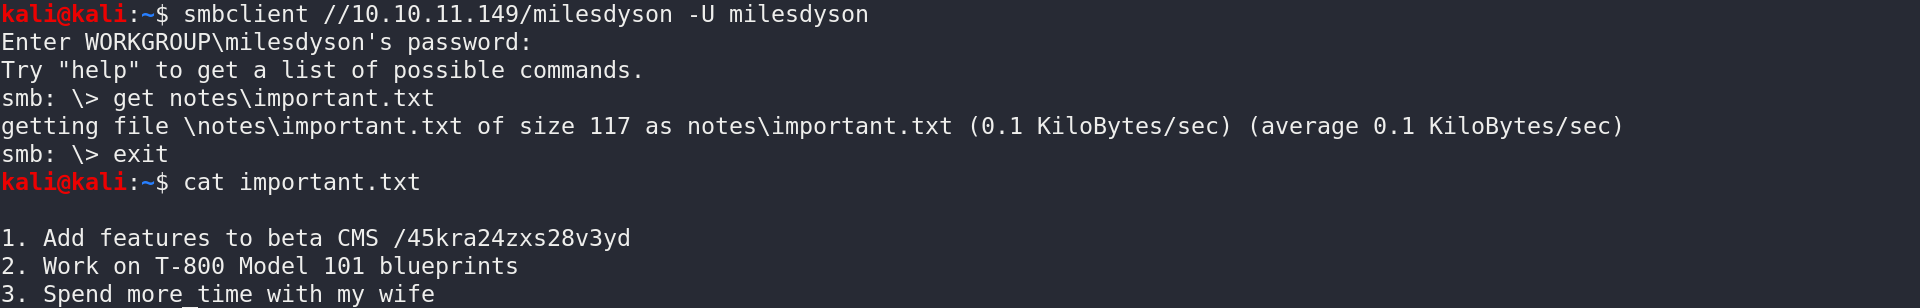 kali@kali:~$ smbclient //10.10.11.149/milesdyson -U milesdyson
Enter WORKGROUP\milesdyson's password:
Try "help" to get a list of possible commands.
smb: \> get notes\important.txt
getting file \notes\important.txt of size 117 as notes\important.txt (0.1 KiloBytes/sec) (average 0.1 KiloBytes/sec)
smb: \> exit
kali@kali:~$ cat important.txt
1. Add features to beta CMS /45kra24zxs28v3yd
2. Work on T-800 Model 101 blueprints
3. Spend more time with my wife